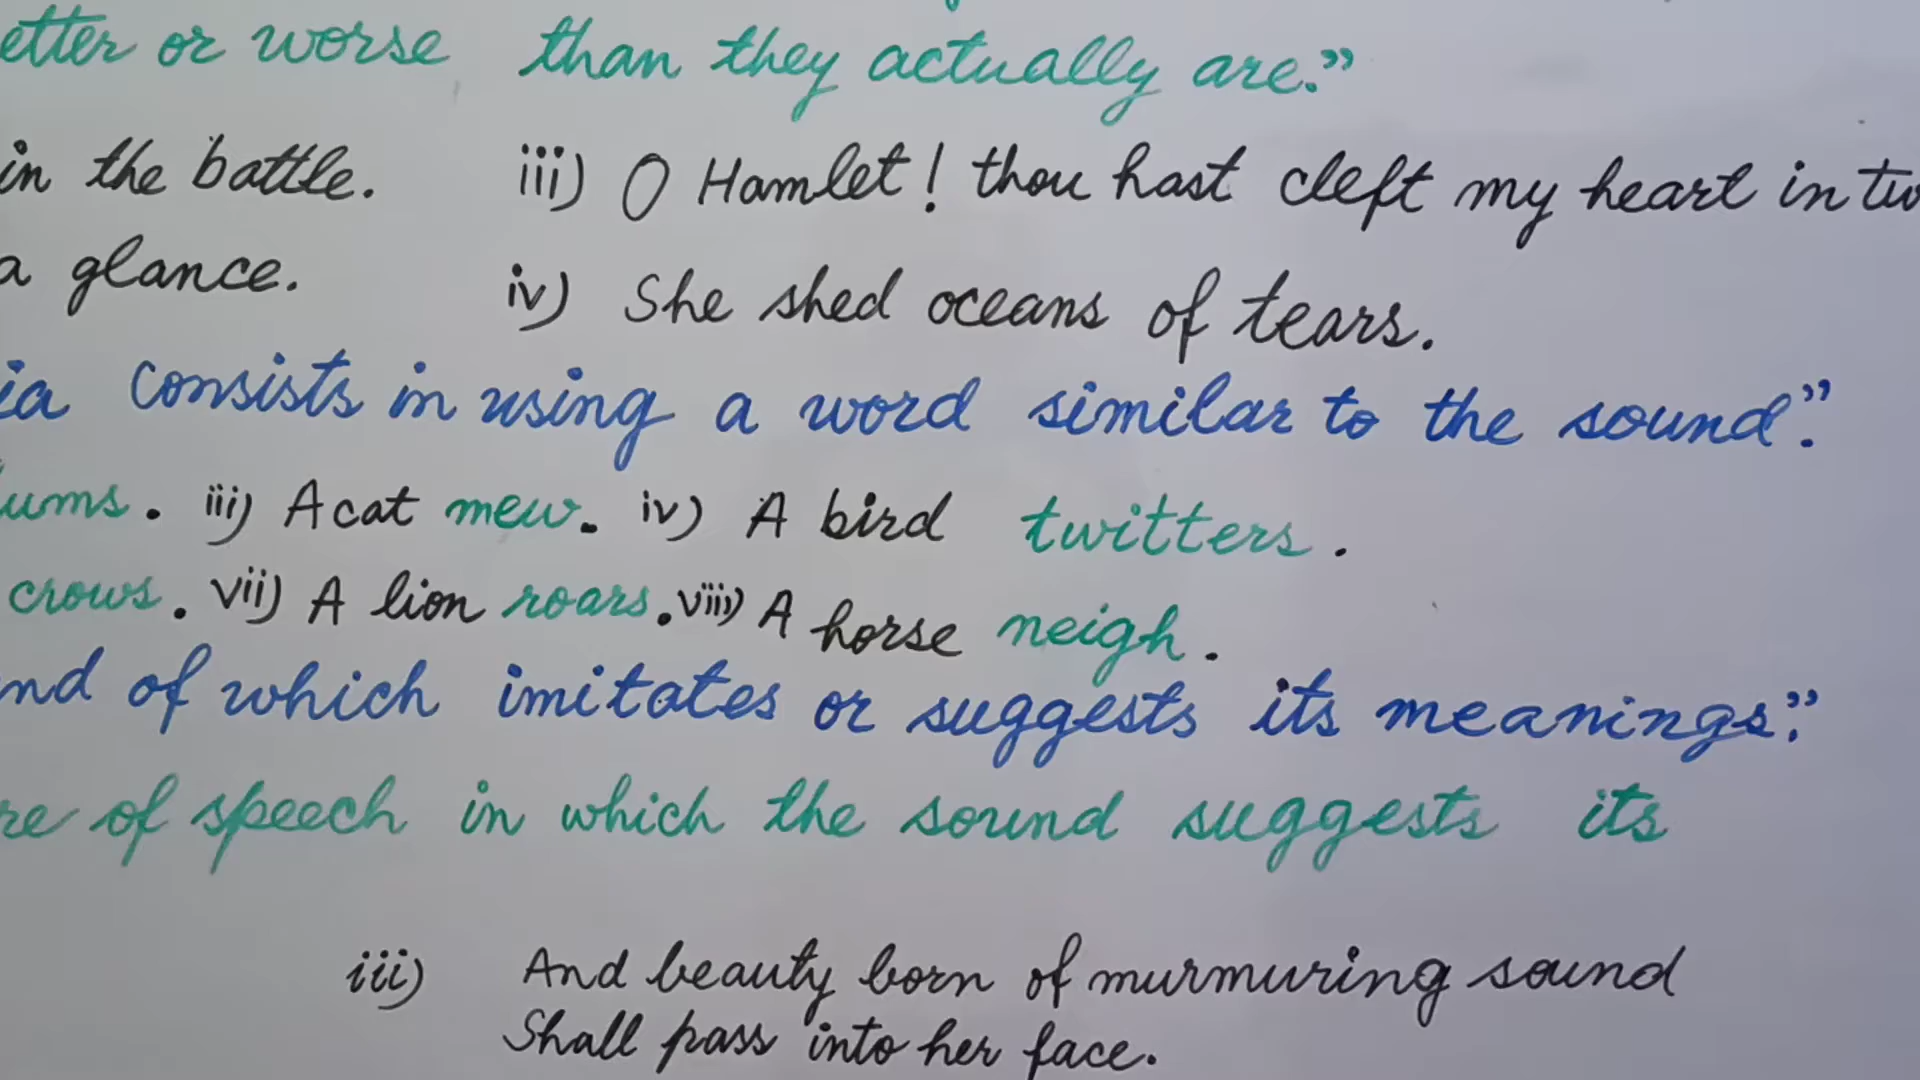 etter or worse than they actually are.”
in the battle. iii) O Hamlet! thou hast cleft my heart in tw
a glance. iv) She shed oceans of tears.
ia consists in using a word similar to the sound.”
ums. iii) A cat mew. iv) A bird twitters.
crows. vii) A lion roars. viii) A horse neigh.
nd of which imitates or suggests its meanings.”
re of speech in which the sound suggests its
iii) And beauty born of murmuring sound
Shall pass into her face.